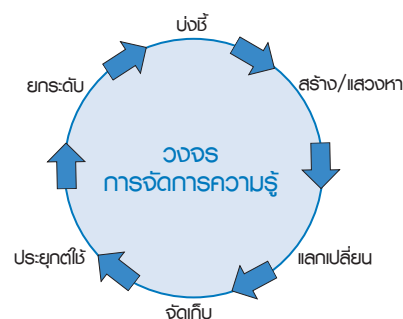 บ่งชี้
สร้าง/แสวงหา
แลกเปลี่ยน
จัดเก็บ
ประยุกต์ใช้
ยกระดับ
วงจร
การจัดการความรู้